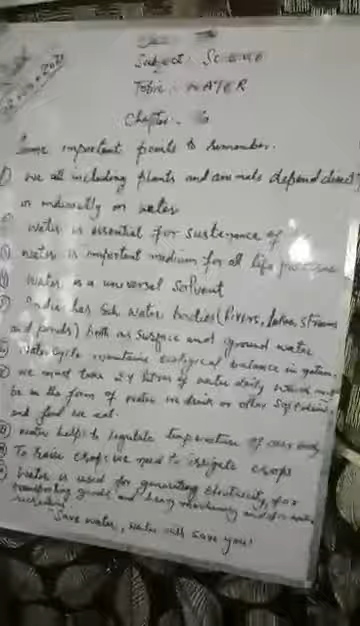 Subject: Science
Topic: WATER
Chapter - 6
Some important points to remember.
1) we all including plants and animals depend directly
or indirectly on water
water is essential for sustenance of
3) water is important medium for all life
4) Water is a universal solvent
5) India has rich water bodies (Rivers, lakes, streams
and ponds) both as surface and ground water
6) Water cycle maintains ecological balance in nature.
7) we must take 2.4 litres of water daily which
be in the form of water we drink or other
and food we eat.
8) water helps to regulate temperature of our body
9) To raise crops we need to irrigate crops
10) Water is used for generating electricity, for
transporting goods and heavy machinery and for
"Save water, water will save you!